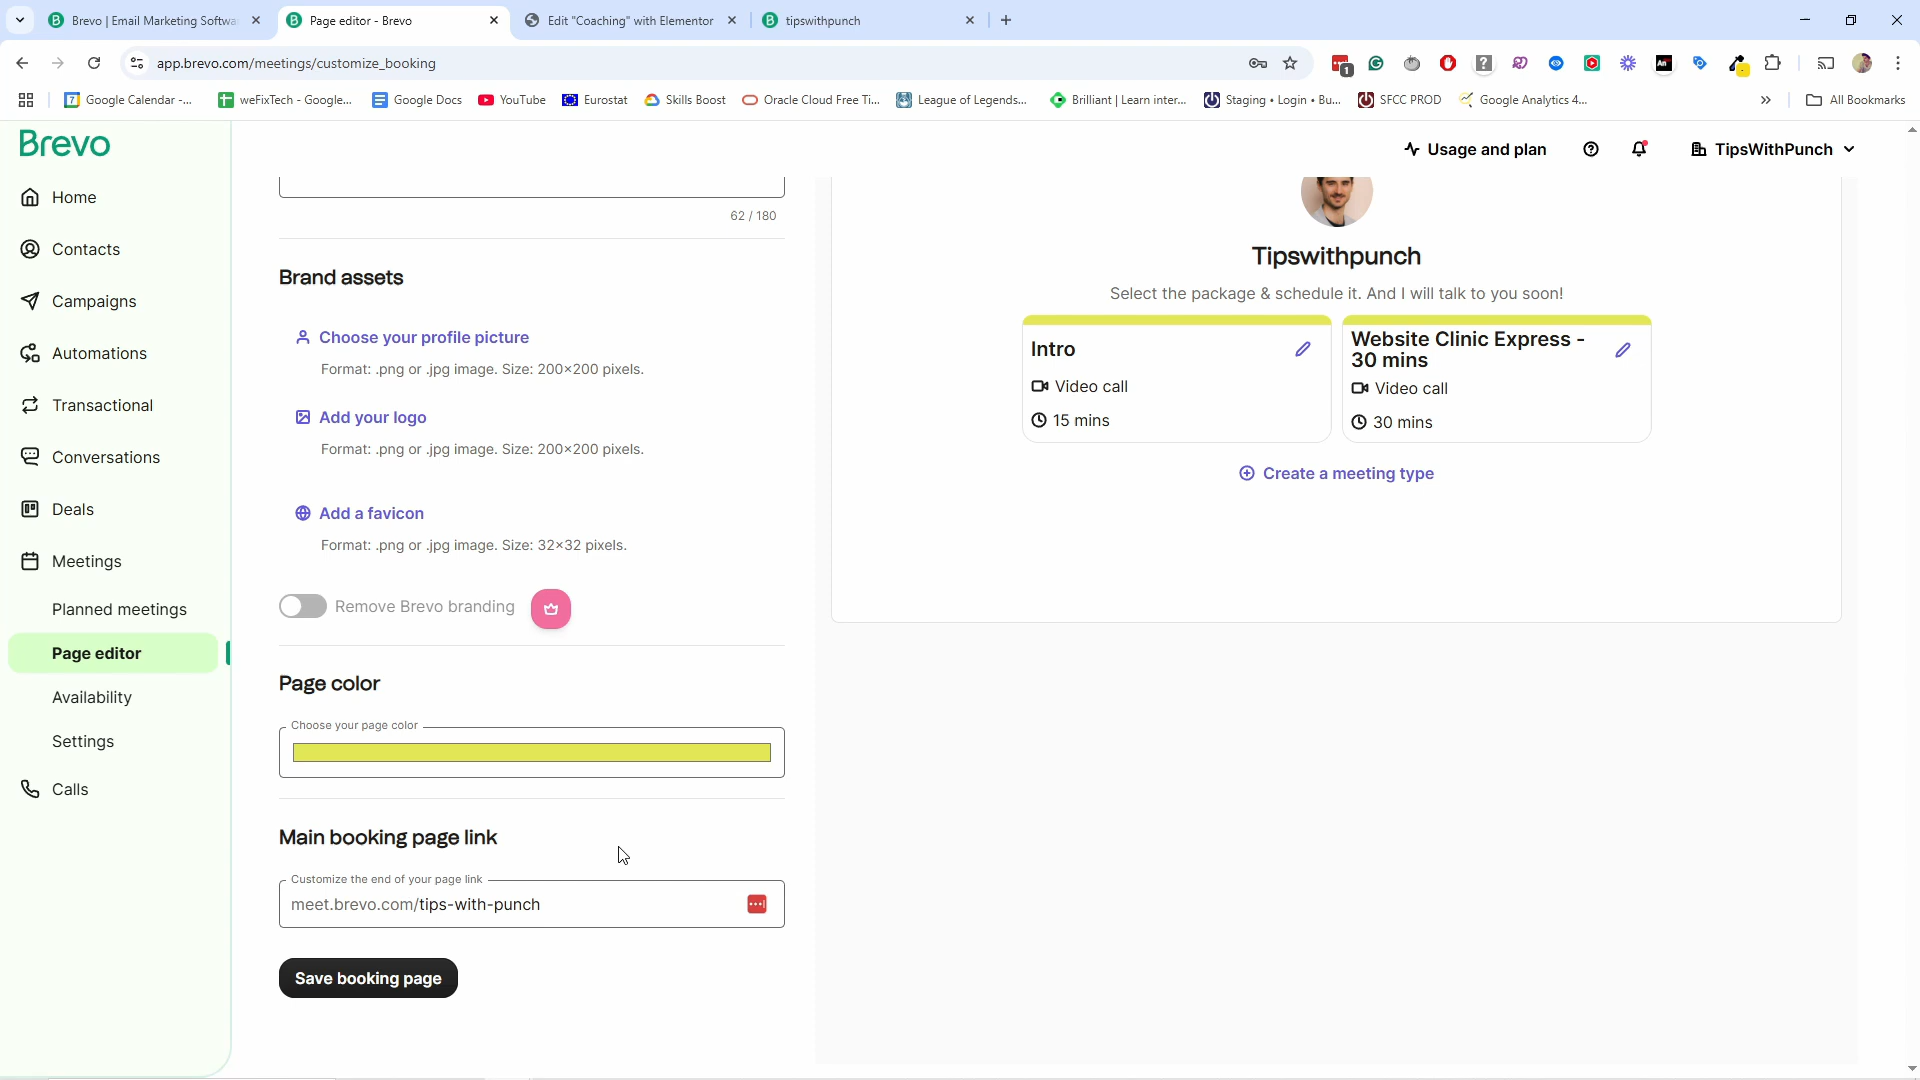 Brevo | Email Marketing Softwa
Page editor - Brevo
Edit "Coaching" with Elementor
tipswithpunch
app.brevo.com/meetings/customize_booking
1
Google Calendar -...
weFixTech - Google...
Google Docs
YouTube
Eurostat
Skills Boost
Oracle Cloud Free Ti...
League of Legends...
Brilliant | Learn inter...
Staging • Login • Bu...
SFCC PROD
Google Analytics 4...
All Bookmarks
Brevo
Usage and plan
TipsWithPunch
Home
Contacts
Campaigns
Automations
Transactional
Conversations
Deals
Meetings
Planned meetings
Page editor
Availability
Settings
Calls
62 / 180
Brand assets
Choose your profile picture
Format: .png or .jpg image. Size: 200x200 pixels.
Add your logo
Format: .png or .jpg image. Size: 200x200 pixels.
Add a favicon
Format: .png or .jpg image. Size: 32x32 pixels.
Remove Brevo branding
Page color
Choose your page color
Main booking page link
Customize the end of your page link
meet.brevo.com/tips-with-punch
Save booking page
Tipswithpunch
Select the package & schedule it. And I will talk to you soon!
Intro
Video call
15 mins
Website Clinic Express -
30 mins
Video call
30 mins
Create a meeting type